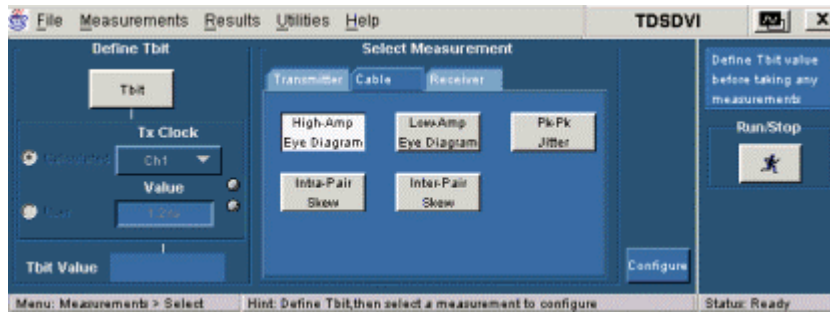 File Measurements Results Utilities Help TDSDVI X
Define Tbit
Tbit
Tx Clock
Calculated Ch1
Value
User
Tbit Value
Select Measurement
Transmitter Cable Receiver
High-Amp
Eye Diagram
Low-Amp
Eye Diagram
Pk-Pk
Jitter
Intra-Pair
Skew
Inter-Pair
Skew
Configure
Define Tbit value
before taking any
measurements
Run/Stop
Menu: Measurements > Select
Hint: Define Tbit,then select a measurement to configure
Status: Ready